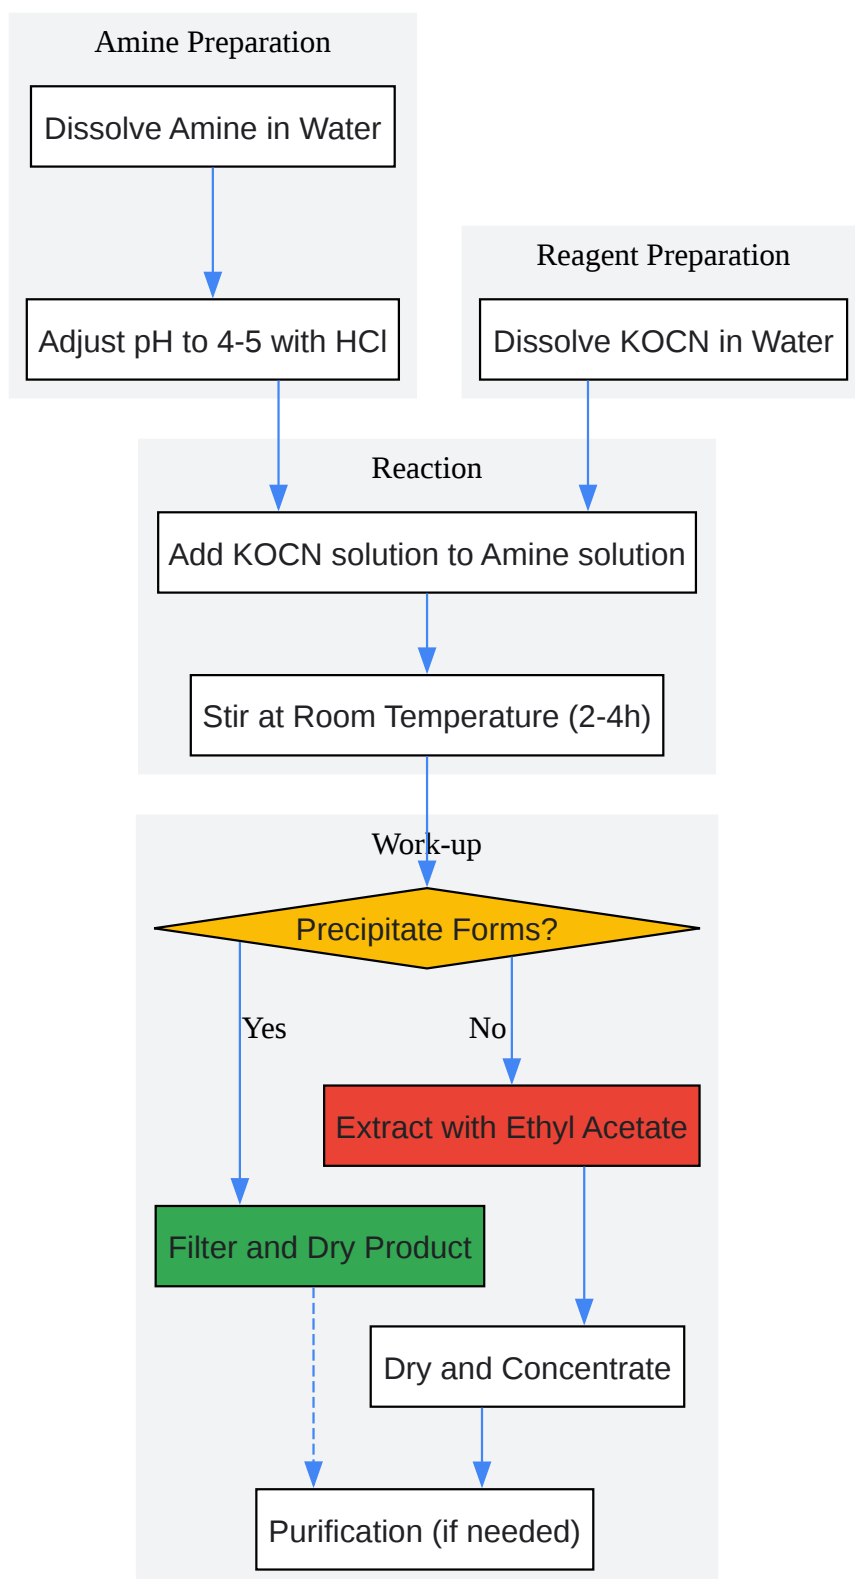 Amine Preparation
Dissolve Amine in Water
Adjust pH to 4-5 with HCl
Reagent Preparation
Dissolve KOCN in Water
Reaction
Add KOCN solution to Amine solution
Stir at Room Temperature (2-4h)
Work-up
Precipitate Forms?
Yes
No
Extract with Ethyl Acetate
Filter and Dry Product
Dry and Concentrate
Purification (if needed)